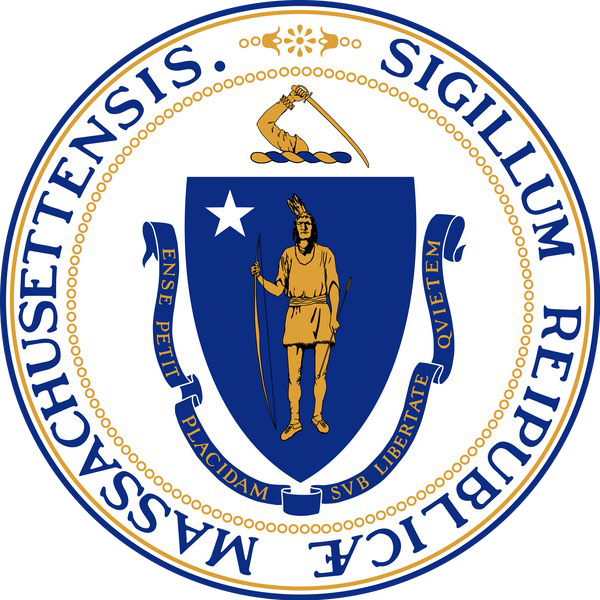 SIGILLUM REIPUBLICÆ MASSACHUSETTENSIS.
ENSE PETIT
PLACIDAM
SVB LIBERTATE
QVIETEM